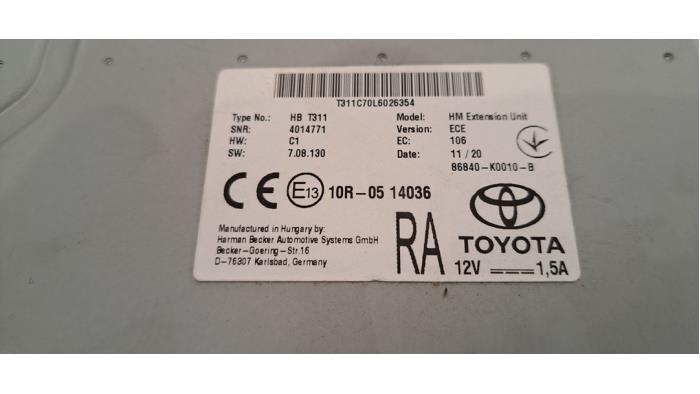 T311C70L6026354
Type No.: HB T311 Model: HM Extension Unit
SNR: 4014771 Version: ECE
HW: C1 EC: 106
SW: 7.08.130 Date: 11/20
86840-K0010-B
CE E13 10R-05 14036
Manufactured in Hungary by:
Harman Becker Automotive Systems GmbH
Becker-Goering-Str.16
D-76307 Karlsbad, Germany
RA
TOYOTA
12V 1,5A